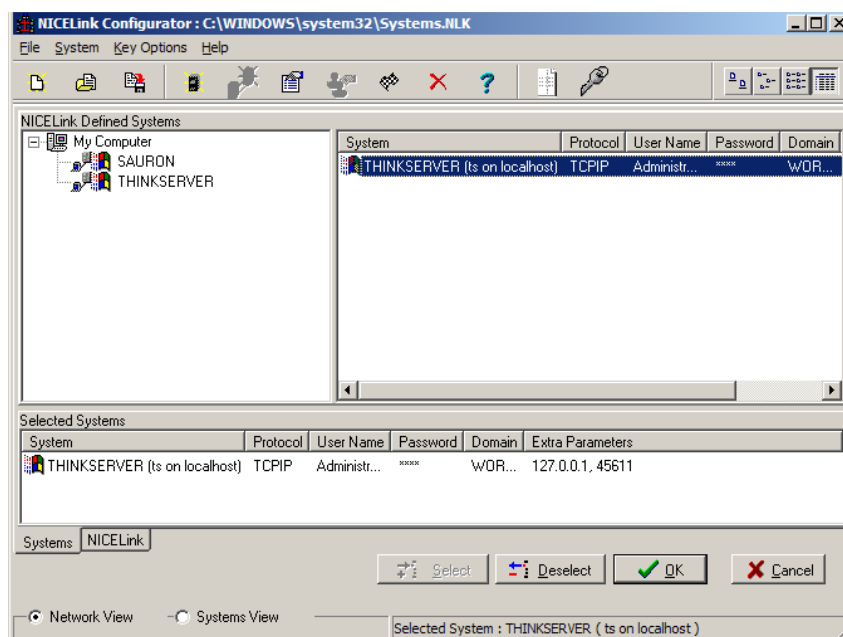 NICELink Configurator : C:\WINDOWS\system32\Systems.NLK
File System Key Options Help
NICELink Defined Systems
My Computer
SAURON
THINKSERVER
System Protocol User Name Password Domain
THINKSERVER (ts on localhost) TCPIP Administr... **** WOR...
Selected Systems
System Protocol User Name Password Domain Extra Parameters
THINKSERVER (ts on localhost) TCPIP Administr... **** WOR... 127.0.0.1, 45611
Systems NICELink
Select Deselect OK Cancel
Network View Systems View
Selected System : THINKSERVER ( ts on localhost )